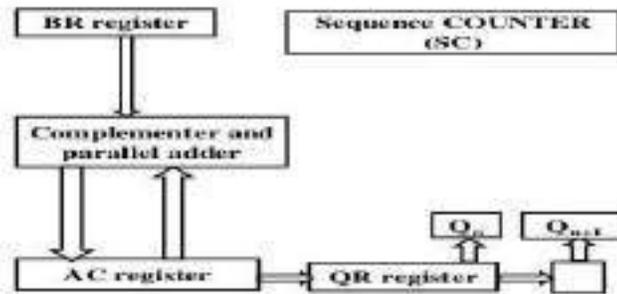 BR register
Sequence COUNTER
(SC)
Complementer and
parallel adder
Qn
Qn+1
AC register
QR register